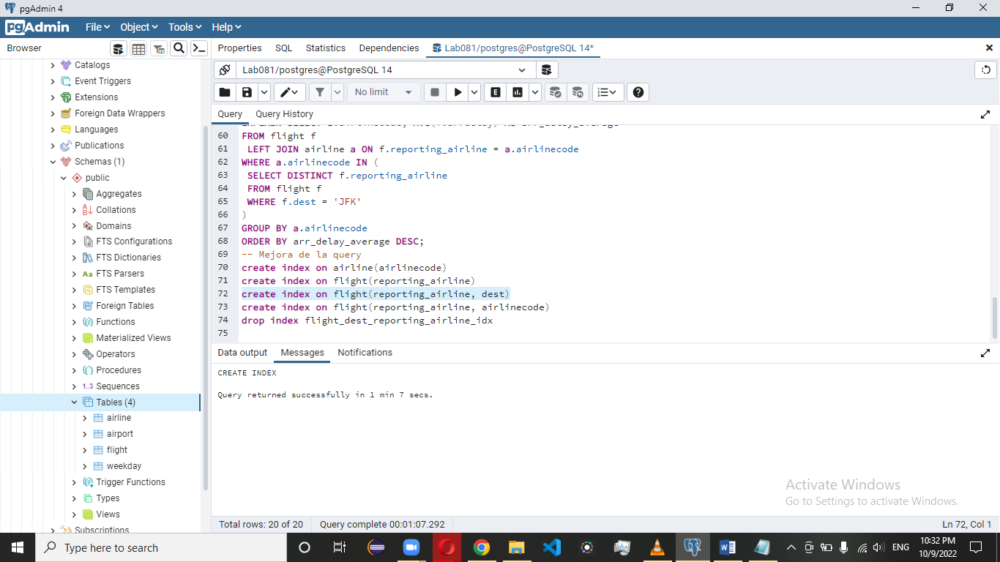 pgAdmin 4
pgAdmin File Object Tools Help
Browser
Properties SQL Statistics Dependencies Lab081/postgres@PostgreSQL 14*
Lab081/postgres@PostgreSQL 14
No limit
Query Query History
Catalogs
Event Triggers
Extensions
Foreign Data Wrappers
Languages
Publications
Schemas (1)
public
Aggregates
Collations
Domains
FTS Configurations
FTS Dictionaries
Aa FTS Parsers
FTS Templates
Foreign Tables
Functions
Materialized Views
Operators
Procedures
1..3 Sequences
Tables (4)
airline
airport
flight
weekday
Trigger Functions
Types
Views
Subscriptions
60 FROM flight f
61 LEFT JOIN airline a ON f.reporting_airline = a.airlinecode
62 WHERE a.airlinecode IN (
63 SELECT DISTINCT f.reporting_airline
64 FROM flight f
65 WHERE f.dest = 'JFK'
66 )
67 GROUP BY a.airlinecode
68 ORDER BY arr_delay_average DESC;
69 -- Mejora de la query
70 create index on airline(airlinecode)
71 create index on flight(reporting_airline)
72 create index on flight(reporting_airline, dest)
73 create index on flight(reporting_airline, airlinecode)
74 drop index flight_dest_reporting_airline_idx
75
Data output Messages Notifications
CREATE INDEX
Query returned successfully in 1 min 7 secs.
Activate Windows
Go to Settings to activate Windows.
Total rows: 20 of 20 Query complete 00:01:07.292 Ln 72, Col 1
Type here to search
ENG
10:32 PM
10/9/2022